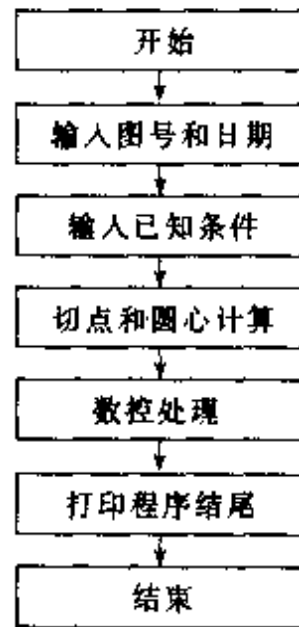 开始
输入图号和日期
输入已知条件
切点和圆心计算
数控处理
打印程序结尾
结束